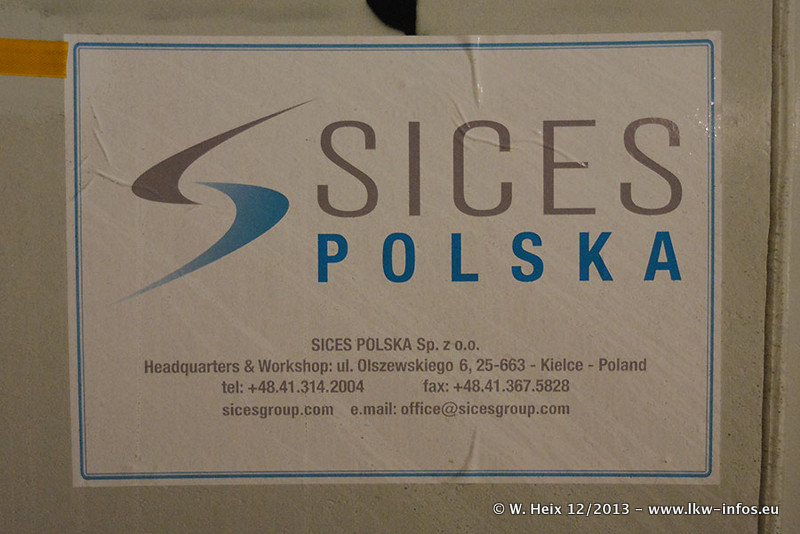 SICES
POLSKA
SICES POLSKA Sp. z o.o.
Headquarters & Workshop: ul. Olszewskiego 6, 25-663 - Kielce - Poland
tel: +48.41.314.2004 fax: +48.41.367.5828
sicesgroup.com e.mail: office@sicesgroup.com
© W. Heix 12/2013 - www.lkw-infos.eu